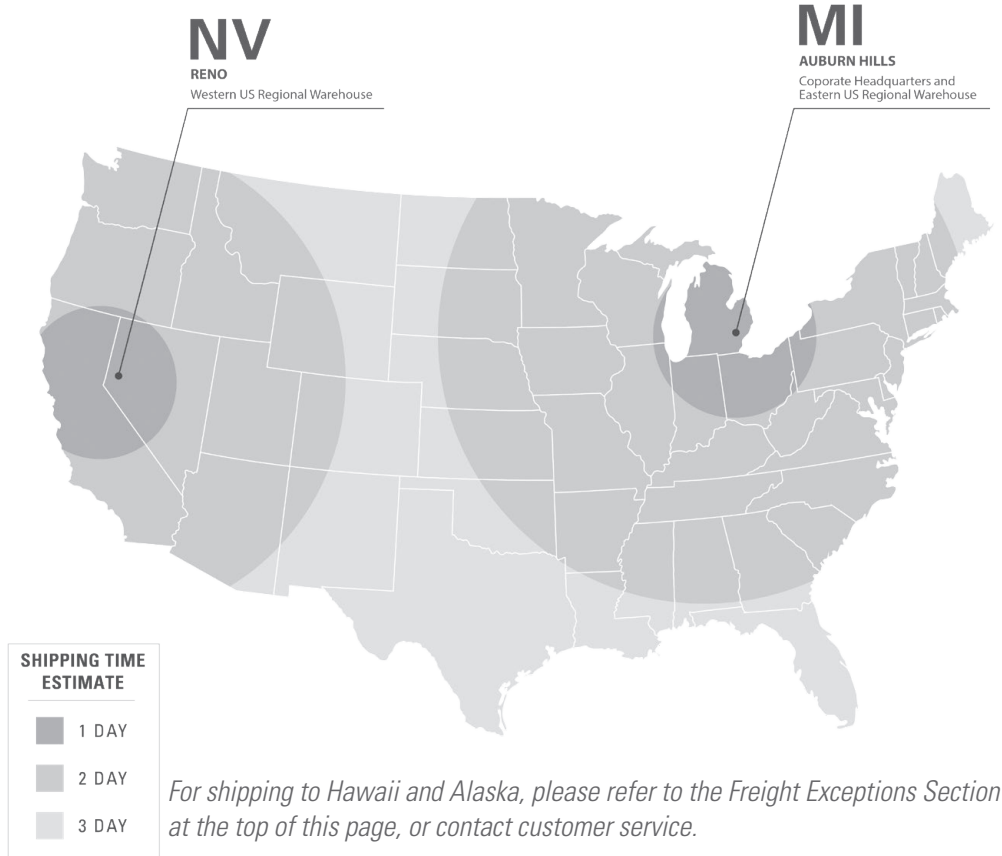 NV
RENO
Western US Regional Warehouse
MI
AUBURN HILLS
Coporate Headquarters and
Eastern US Regional Warehouse
SHIPPING TIME
ESTIMATE
1 DAY
2 DAY
3 DAY
For shipping to Hawaii and Alaska, please refer to the Freight Exceptions Section
at the top of this page, or contact customer service.